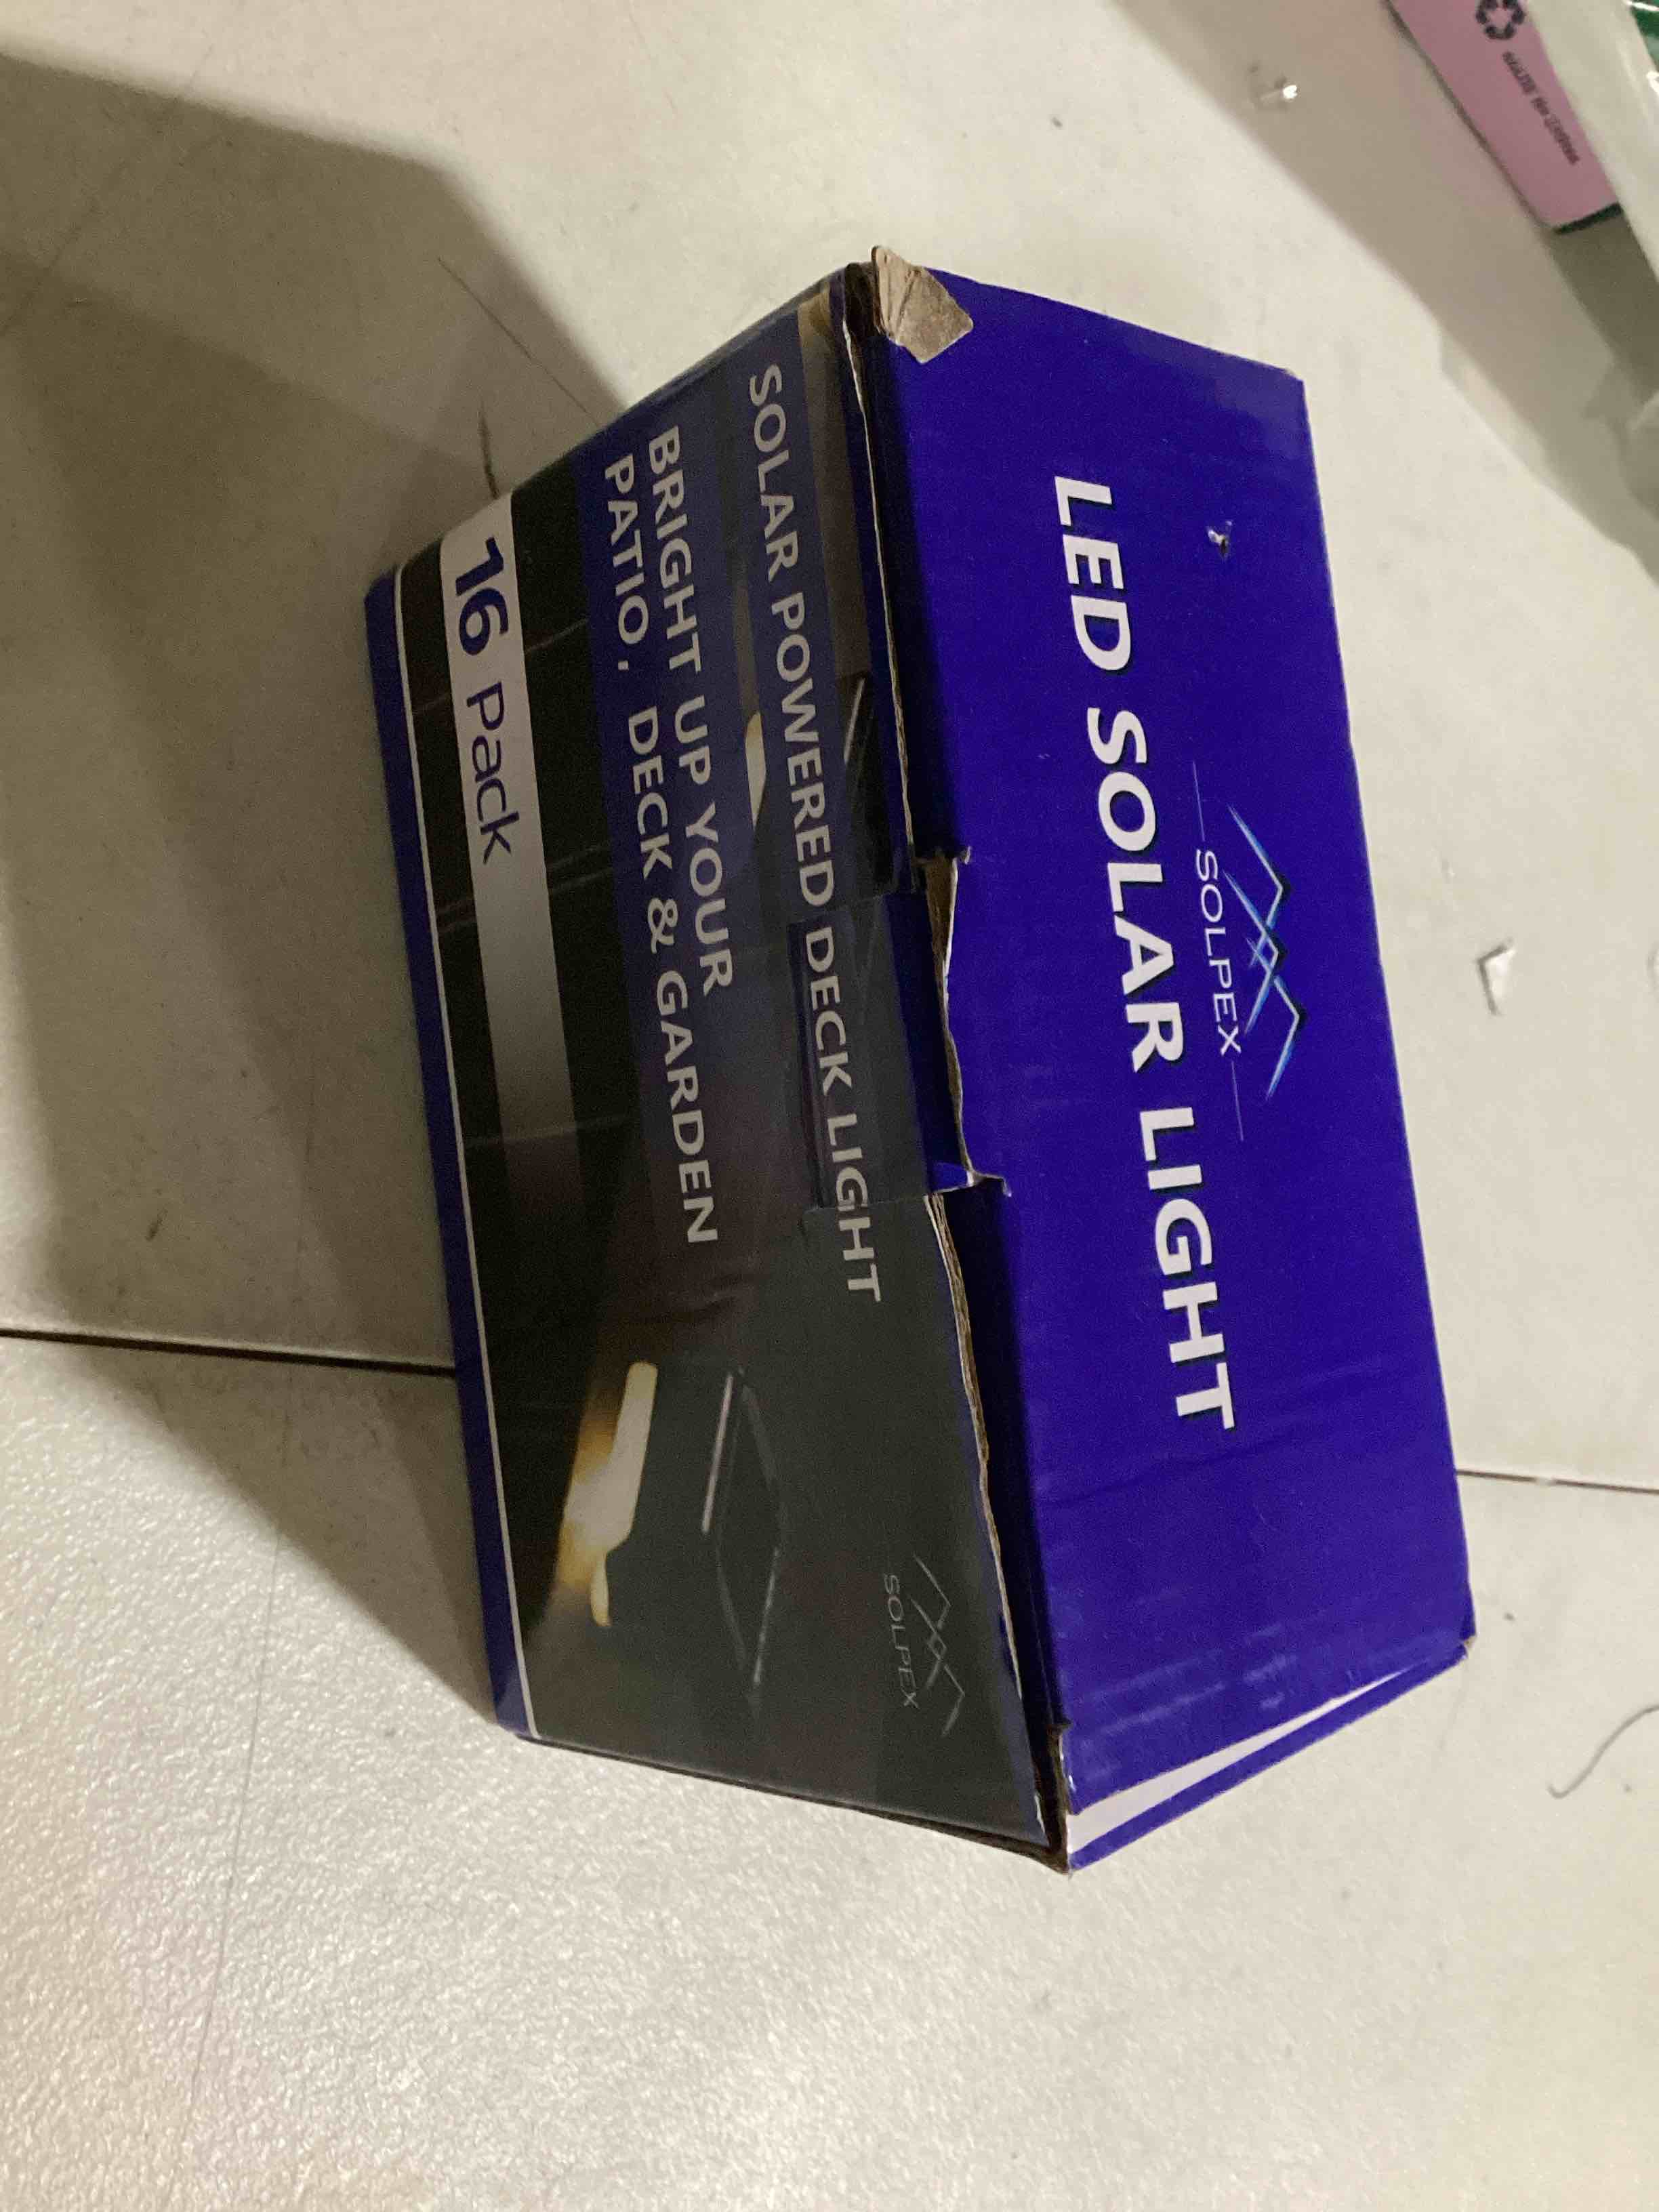 SOLPEX
LED SOLAR LIGHT
SOLPEX
SOLAR POWERED DECK LIGHT
BRIGHT UP YOUR
PATIO, DECK & GARDEN
16 Pack